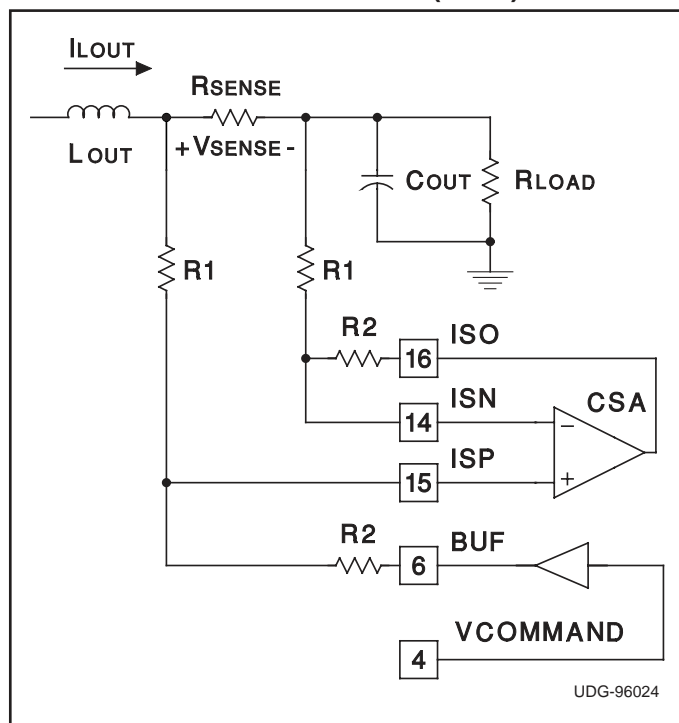 ILOUT
RSENSE
LOUT
+VSENSE-
COUT
RLOAD
R1
R1
R2
ISO
16
ISN
CSA
14
–
ISP
15
+
R2
BUF
6
VCOMMAND
4
UDG-96024